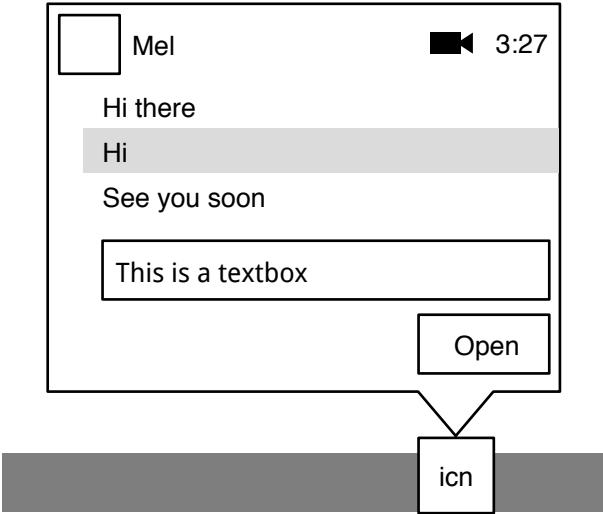 Mel 3:27
Hi there
Hi
See you soon
This is a textbox
Open
icn